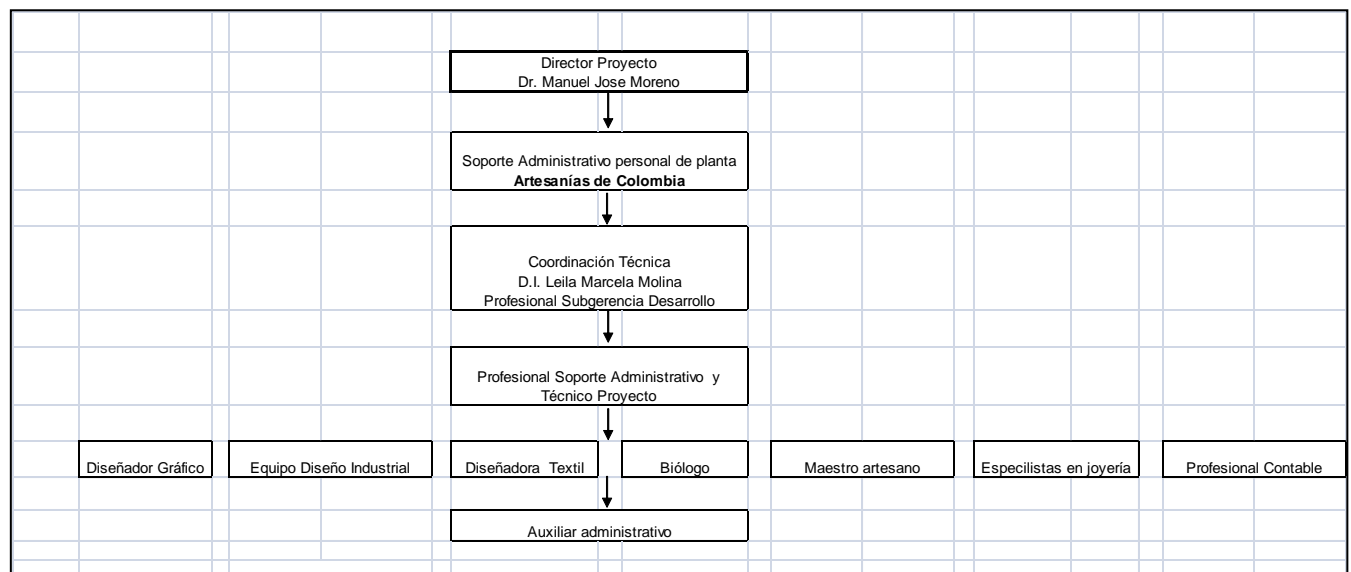 Director Proyecto
Dr. Manuel Jose Moreno
Soporte Administrativo personal de planta
Artesanías de Colombia
Coordinación Técnica
D.I. Leila Marcela Molina
Profesional Subgerencia Desarrollo
Profesional Soporte Administrativo y
Técnico Proyecto
Diseñador Gráfico
Equipo Diseño Industrial
Diseñadora Textil
Biólogo
Maestro artesano
Especilistas en joyería
Profesional Contable
Auxiliar administrativo